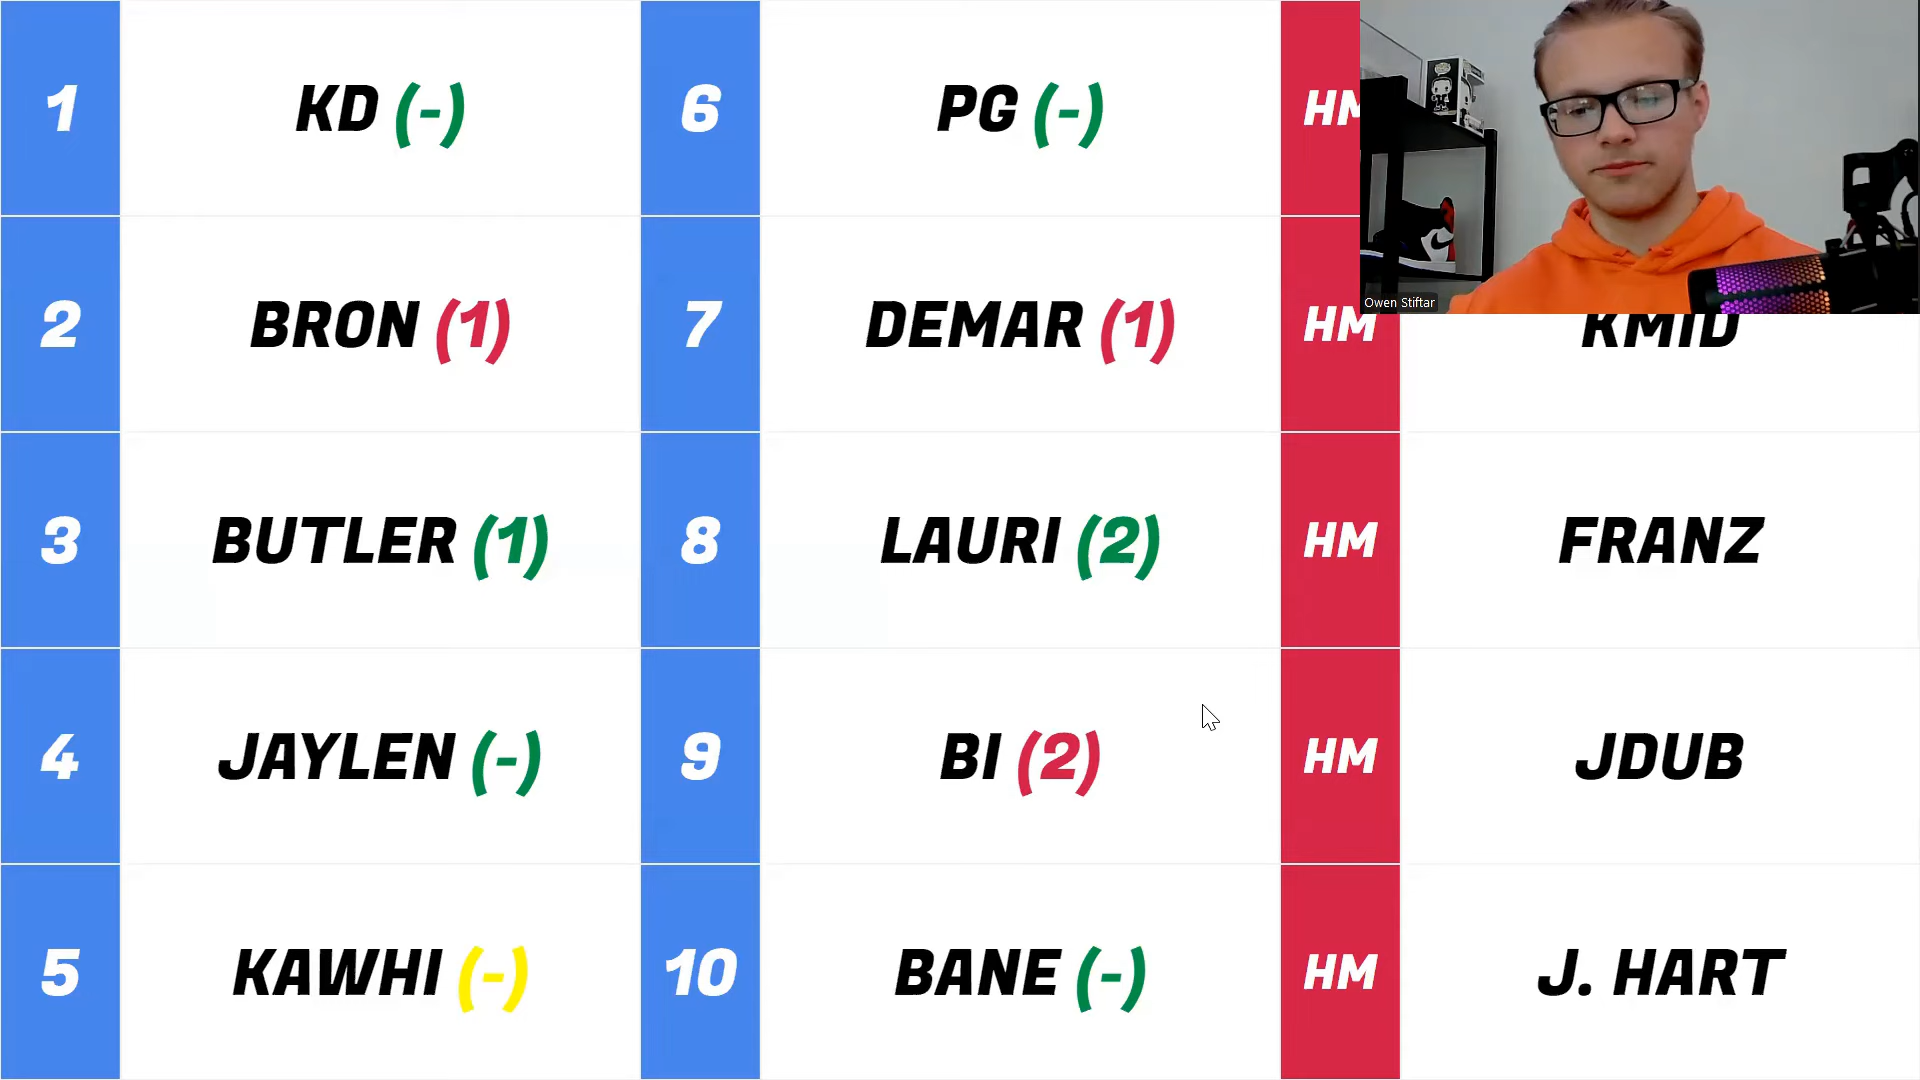 1 KD (-)
2 BRON (1)
3 BUTLER (1)
4 JAYLEN (-)
5 KAWHI (-)
6 PG (-)
7 DEMAR (1)
8 LAURI (2)
9 BI (2)
10 BANE (-)
HM
HM KMID
HM FRANZ
HM JDUB
HM J. HART
Owen Stiftar